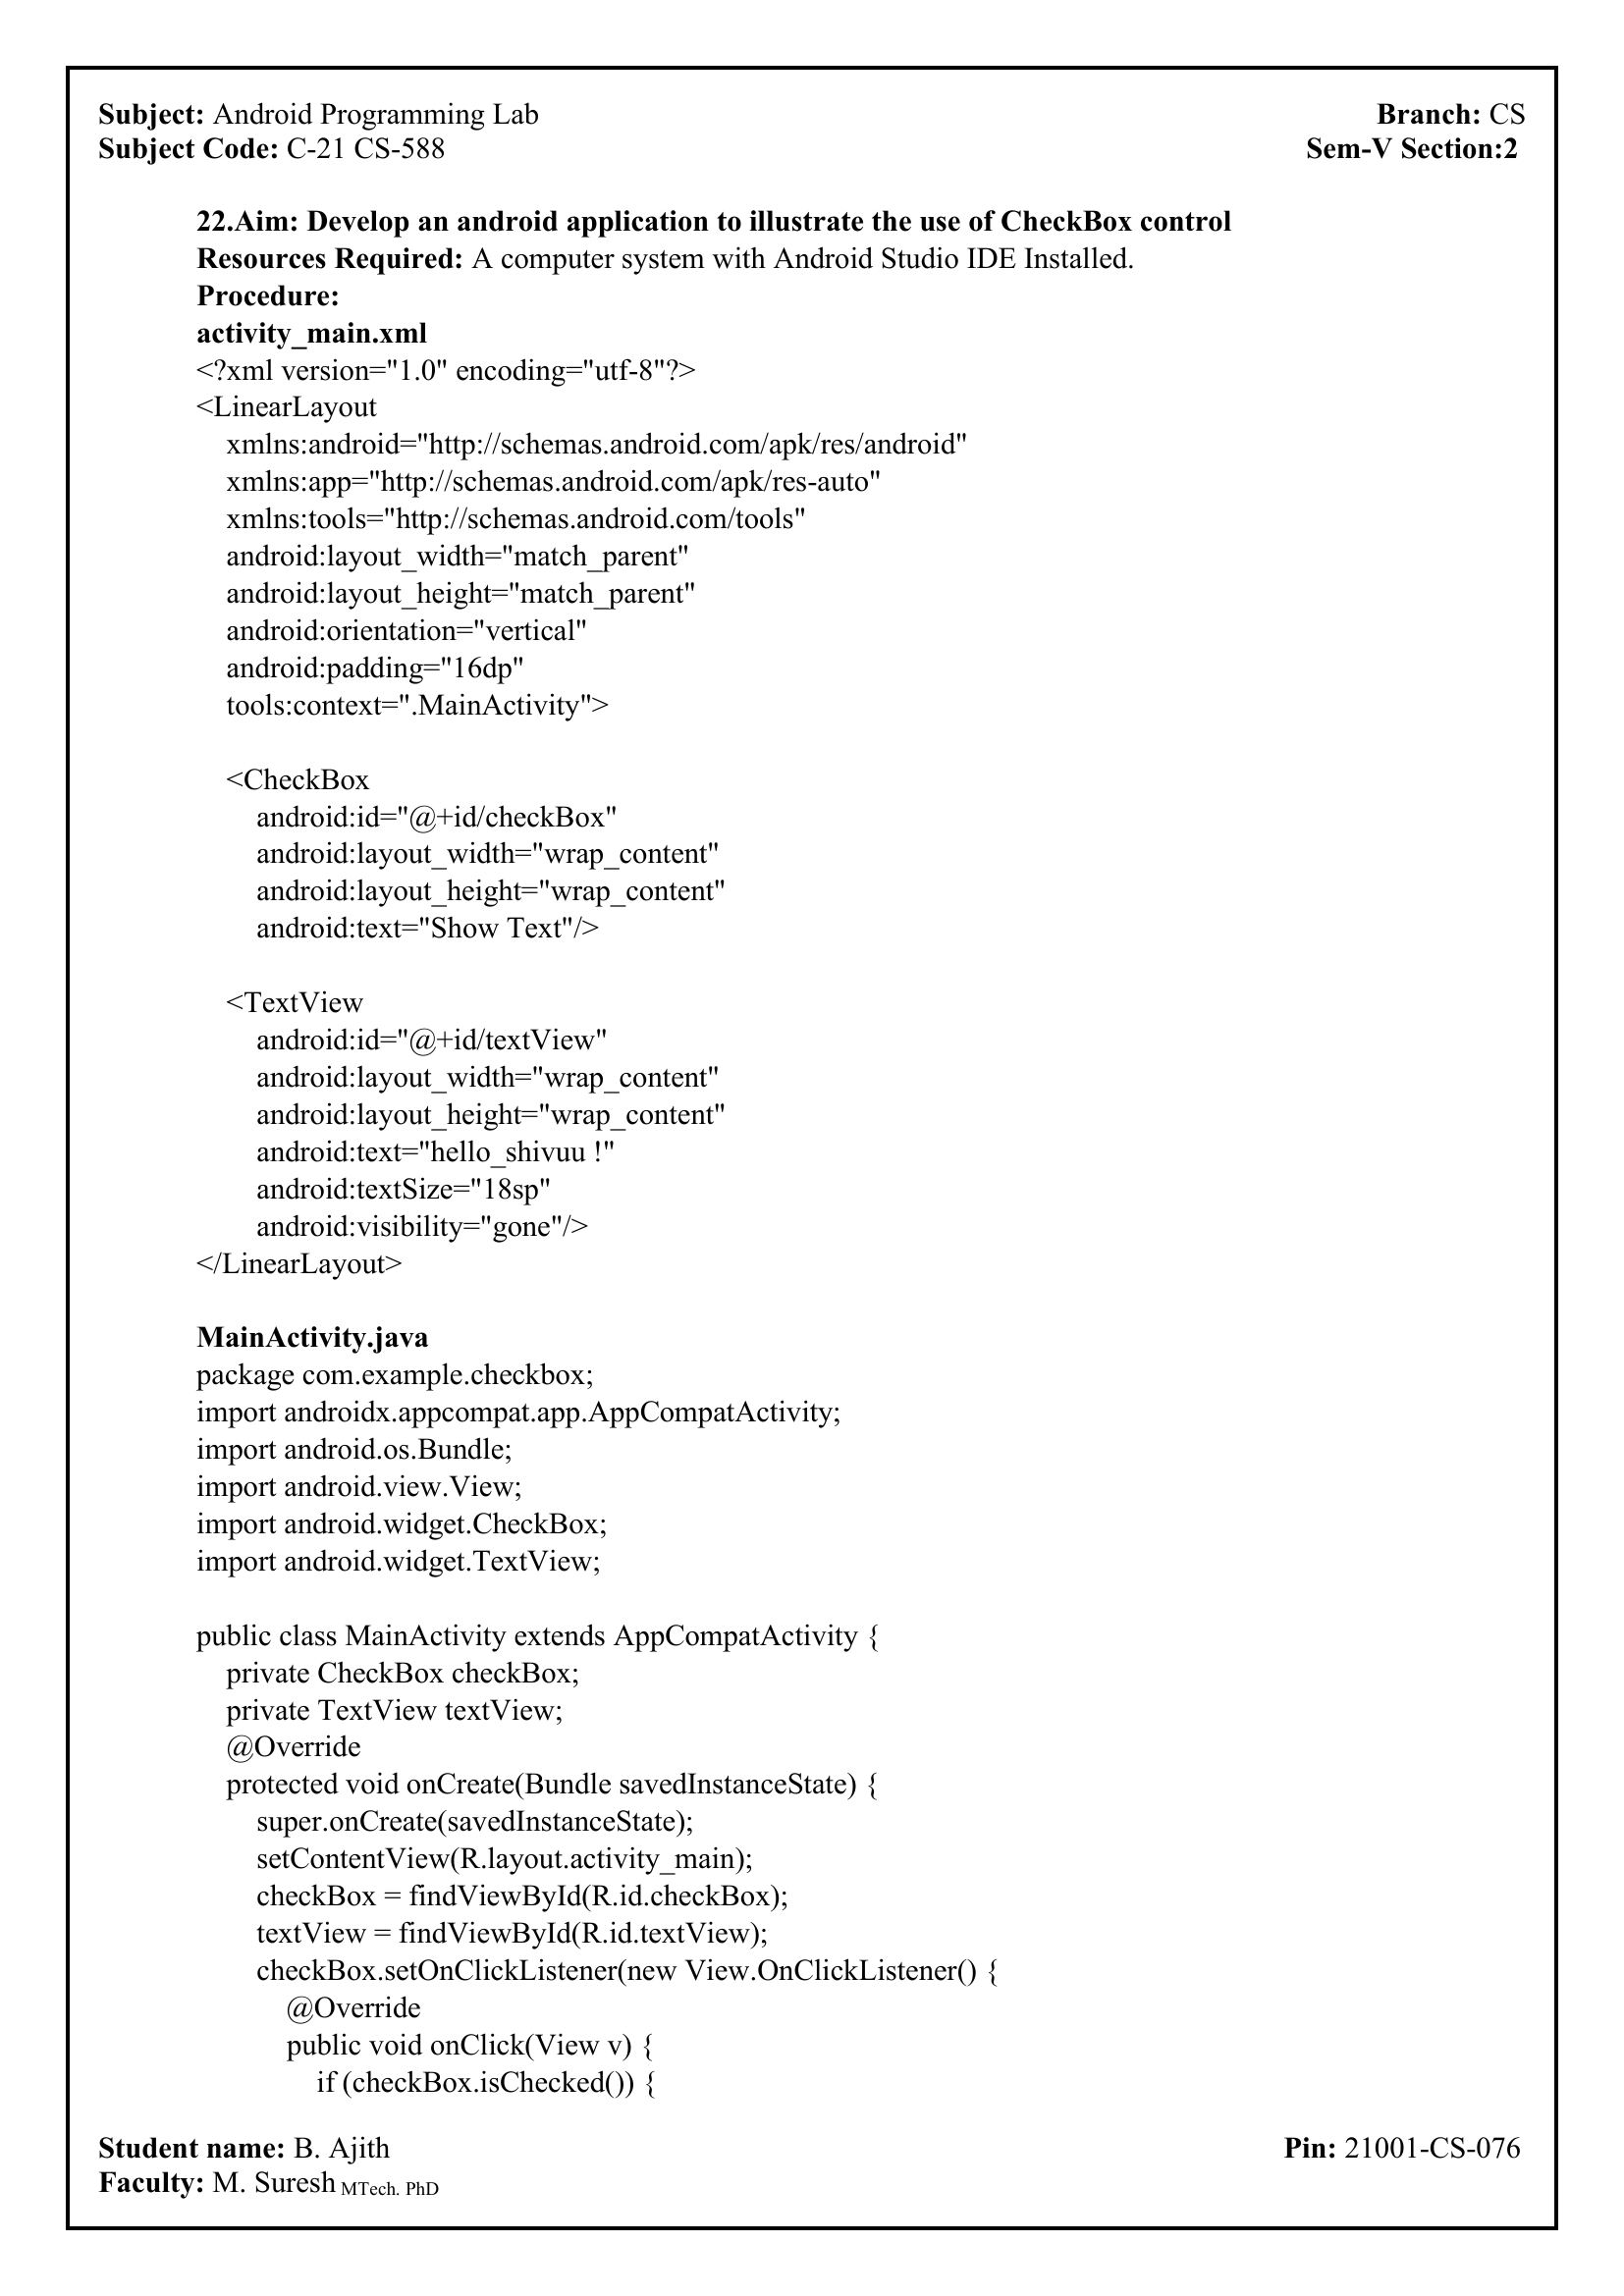 Subject: Android Programming Lab Branch: CS
Subject Code: C-21 CS-588 Sem-V Section:2
22.Aim: Develop an android application to illustrate the use of CheckBox control
Resources Required: A computer system with Android Studio IDE Installed.
Procedure:
activity_main.xml
<?xml version="1.0" encoding="utf-8"?>
<LinearLayout
xmlns:android="http://schemas.android.com/apk/res/android"
xmlns:app="http://schemas.android.com/apk/res-auto"
xmlns:tools="http://schemas.android.com/tools"
android:layout_width="match_parent"
android:layout_height="match_parent"
android:orientation="vertical"
android:padding="16dp"
tools:context=".MainActivity">
<CheckBox
android:id="@+id/checkBox"
android:layout_width="wrap_content"
android:layout_height="wrap_content"
android:text="Show Text"/>
<TextView
android:id="@+id/textView"
android:layout_width="wrap_content"
android:layout_height="wrap_content"
android:text="hello_shivuu !"
android:textSize="18sp"
android:visibility="gone"/>
</LinearLayout>
MainActivity.java
package com.example.checkbox;
import androidx.appcompat.app.AppCompatActivity;
import android.os.Bundle;
import android.view.View;
import android.widget.CheckBox;
import android.widget.TextView;
public class MainActivity extends AppCompatActivity {
private CheckBox checkBox;
private TextView textView;
@Override
protected void onCreate(Bundle savedInstanceState) {
super.onCreate(savedInstanceState);
setContentView(R.layout.activity_main);
checkBox = findViewById(R.id.checkBox);
textView = findViewById(R.id.textView);
checkBox.setOnClickListener(new View.OnClickListener() {
@Override
public void onClick(View v) {
if (checkBox.isChecked()) {
Student name: B. Ajith Pin: 21001-CS-076
Faculty: M. Suresh MTech. PhD